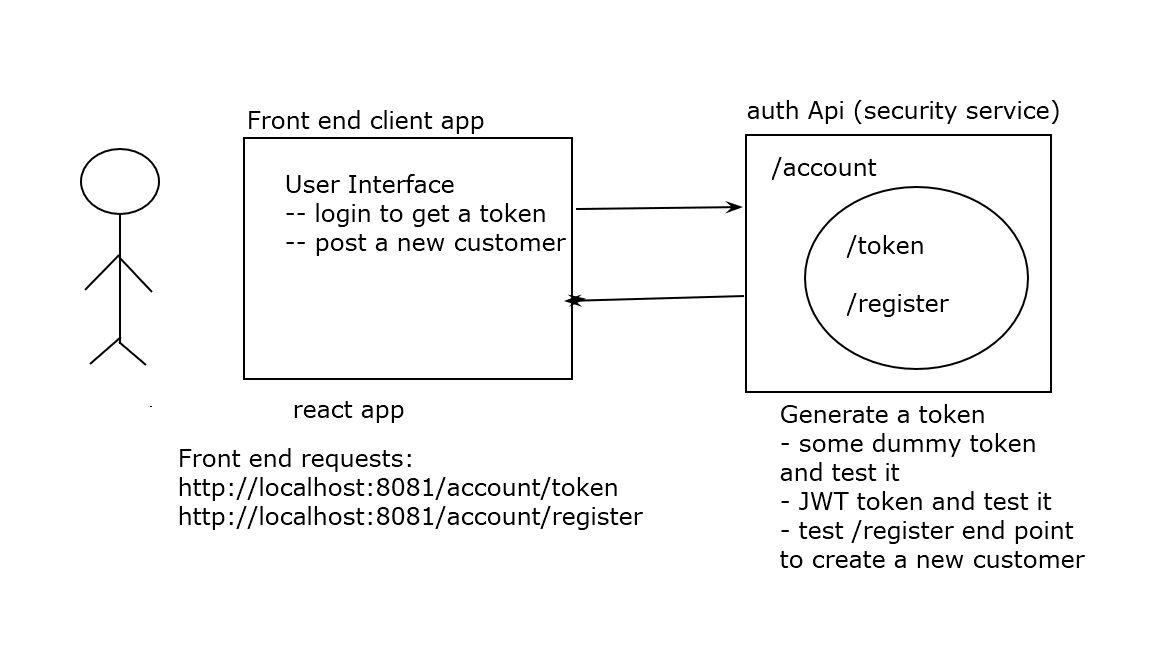 Front end client app
User Interface
-- login to get a token
-- post a new customer
react app
Front end requests:
http://localhost:8081/account/token
http://localhost:8081/account/register
auth Api (security service)
/account
/token
/register
Generate a token
- some dummy token
and test it
- JWT token and test it
- test /register end point
to create a new customer